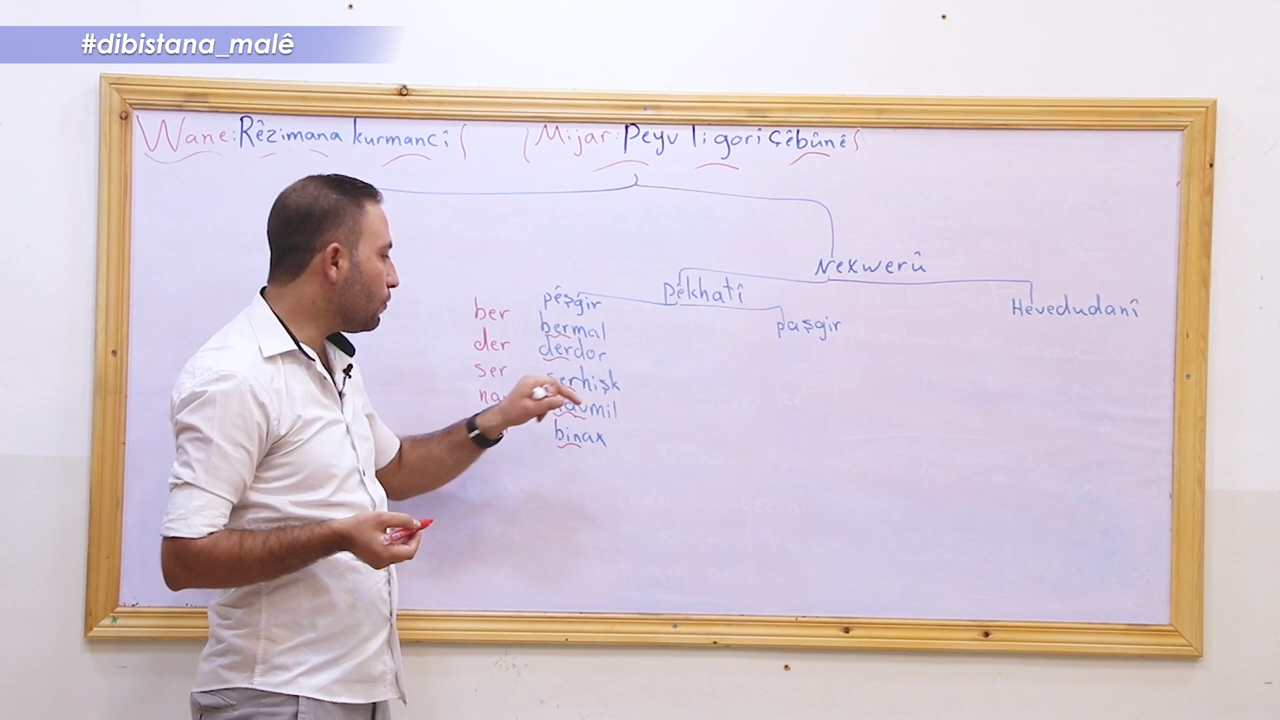 #dibistana_malê
Wane: Rêzimana kurmancî
Mijar: Peyv li gorî Çêbûnê
Nexwerû
Pêkhatî
Hevedudanî
pêşgir
paşgir
ber
bermal
der
derdor
ser
serhişk
navmil
binax